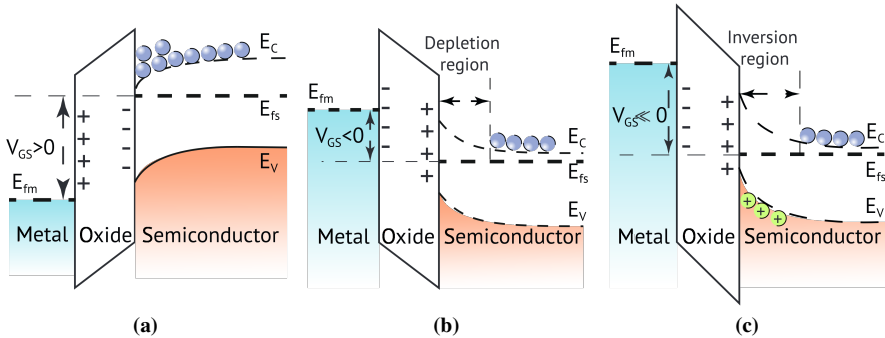 E_C
+
+
+
+
-
-
-
-
E_fs
V_GS>0
E_V
E_fm
Metal
Oxide
Semiconductor
(a)
Depletion
region
E_fm
-
-
-
-
+
+
+
+
V_GS<0
E_C
E_fs
E_V
Metal
Oxide
Semiconductor
(b)
Inversion
region
E_fm
-
-
-
-
+
+
+
+
V_GS≪ 0
E_C
E_fs
E_V
+
+
+
Metal
Oxide
Semiconductor
(c)